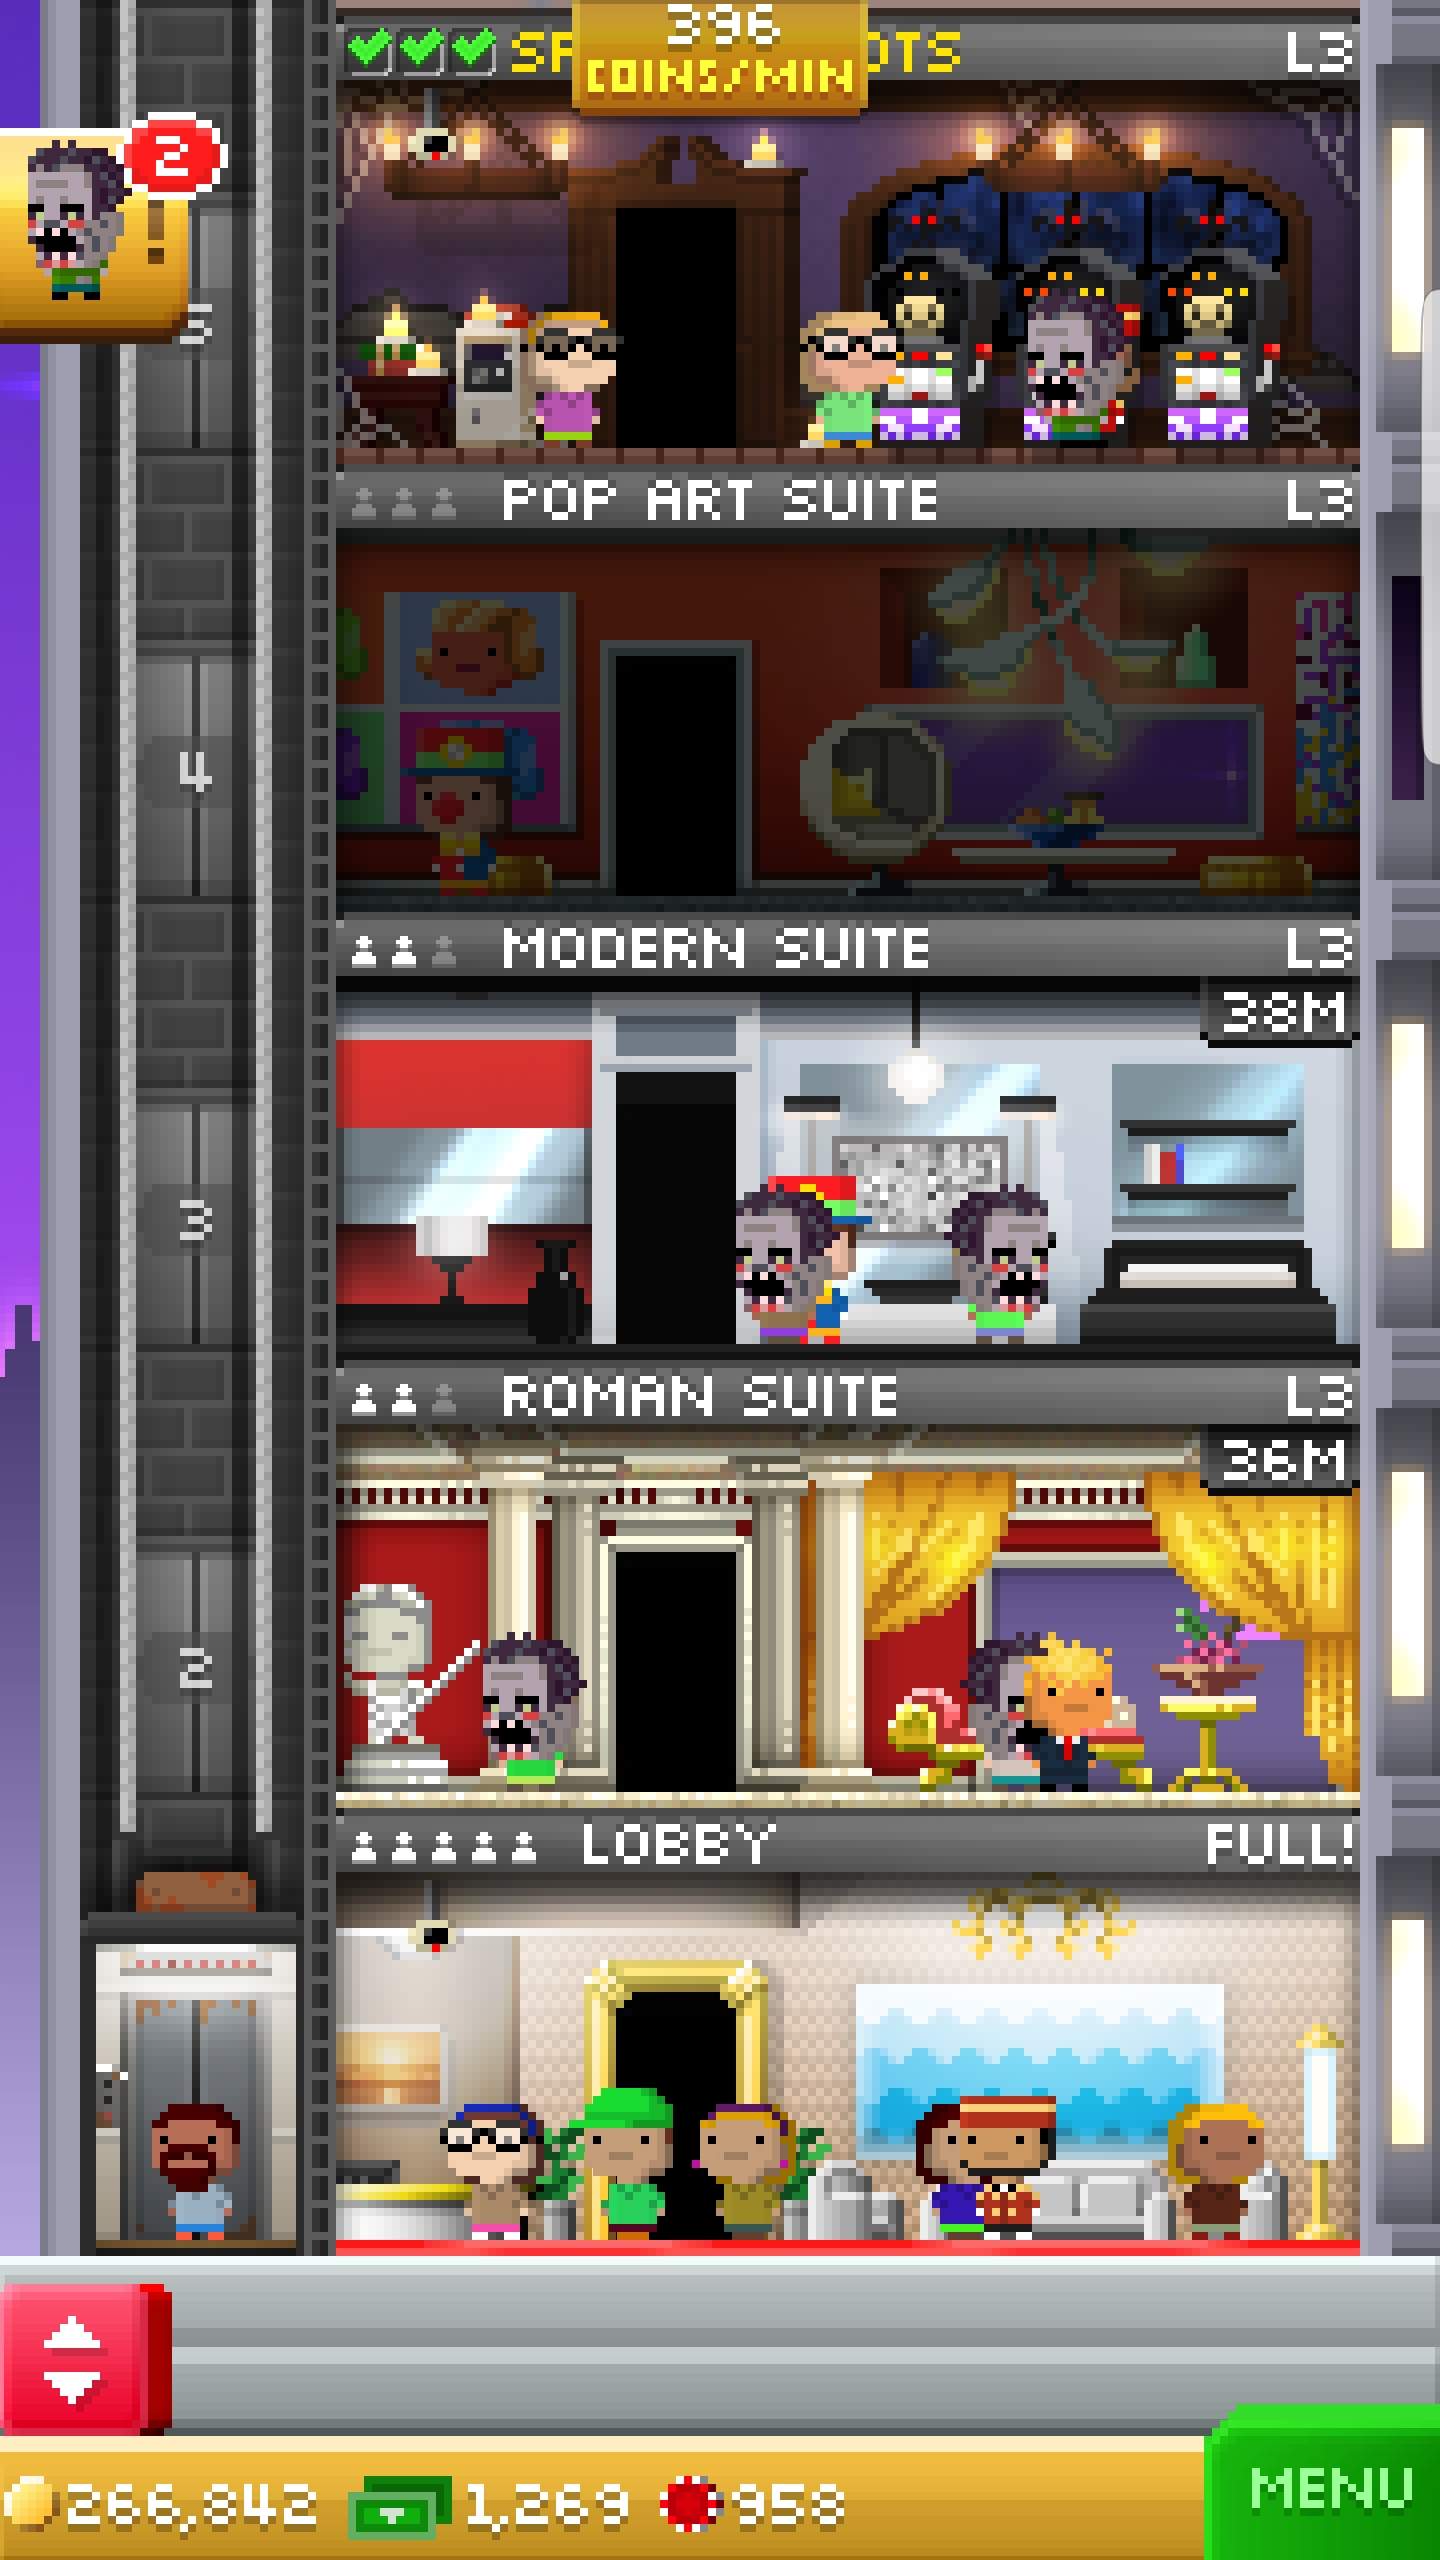 396
COINS/MIN
L3
2
!
5
POP ART SUITE
L3
4
MODERN SUITE
L3
38M
3
ROMAN SUITE
L3
36M
2
LOBBY
FULL!
266,842
1,269
958
MENU